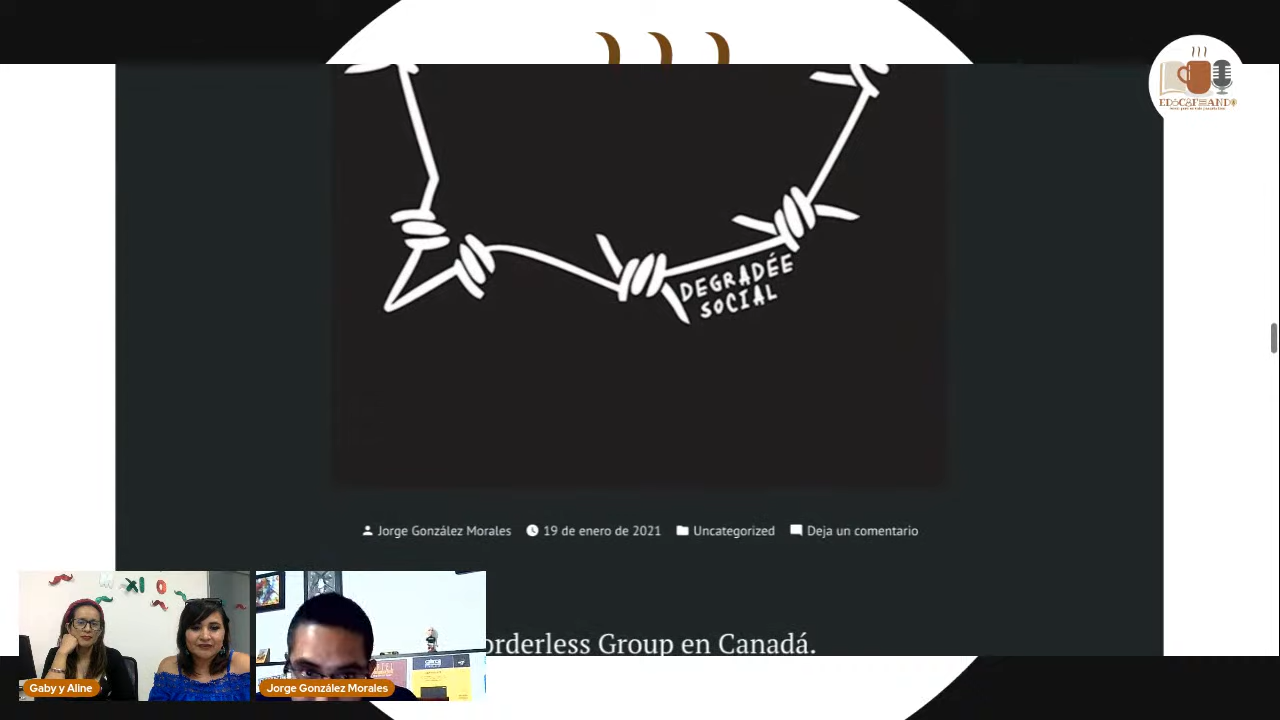 EDUCAFEANDO
DEGRADÉE
SOCIAL
Jorge González Morales
19 de enero de 2021
Uncategorized
Deja un comentario
orderless Group en Canadá.
Gaby y Aline
Jorge González Morales